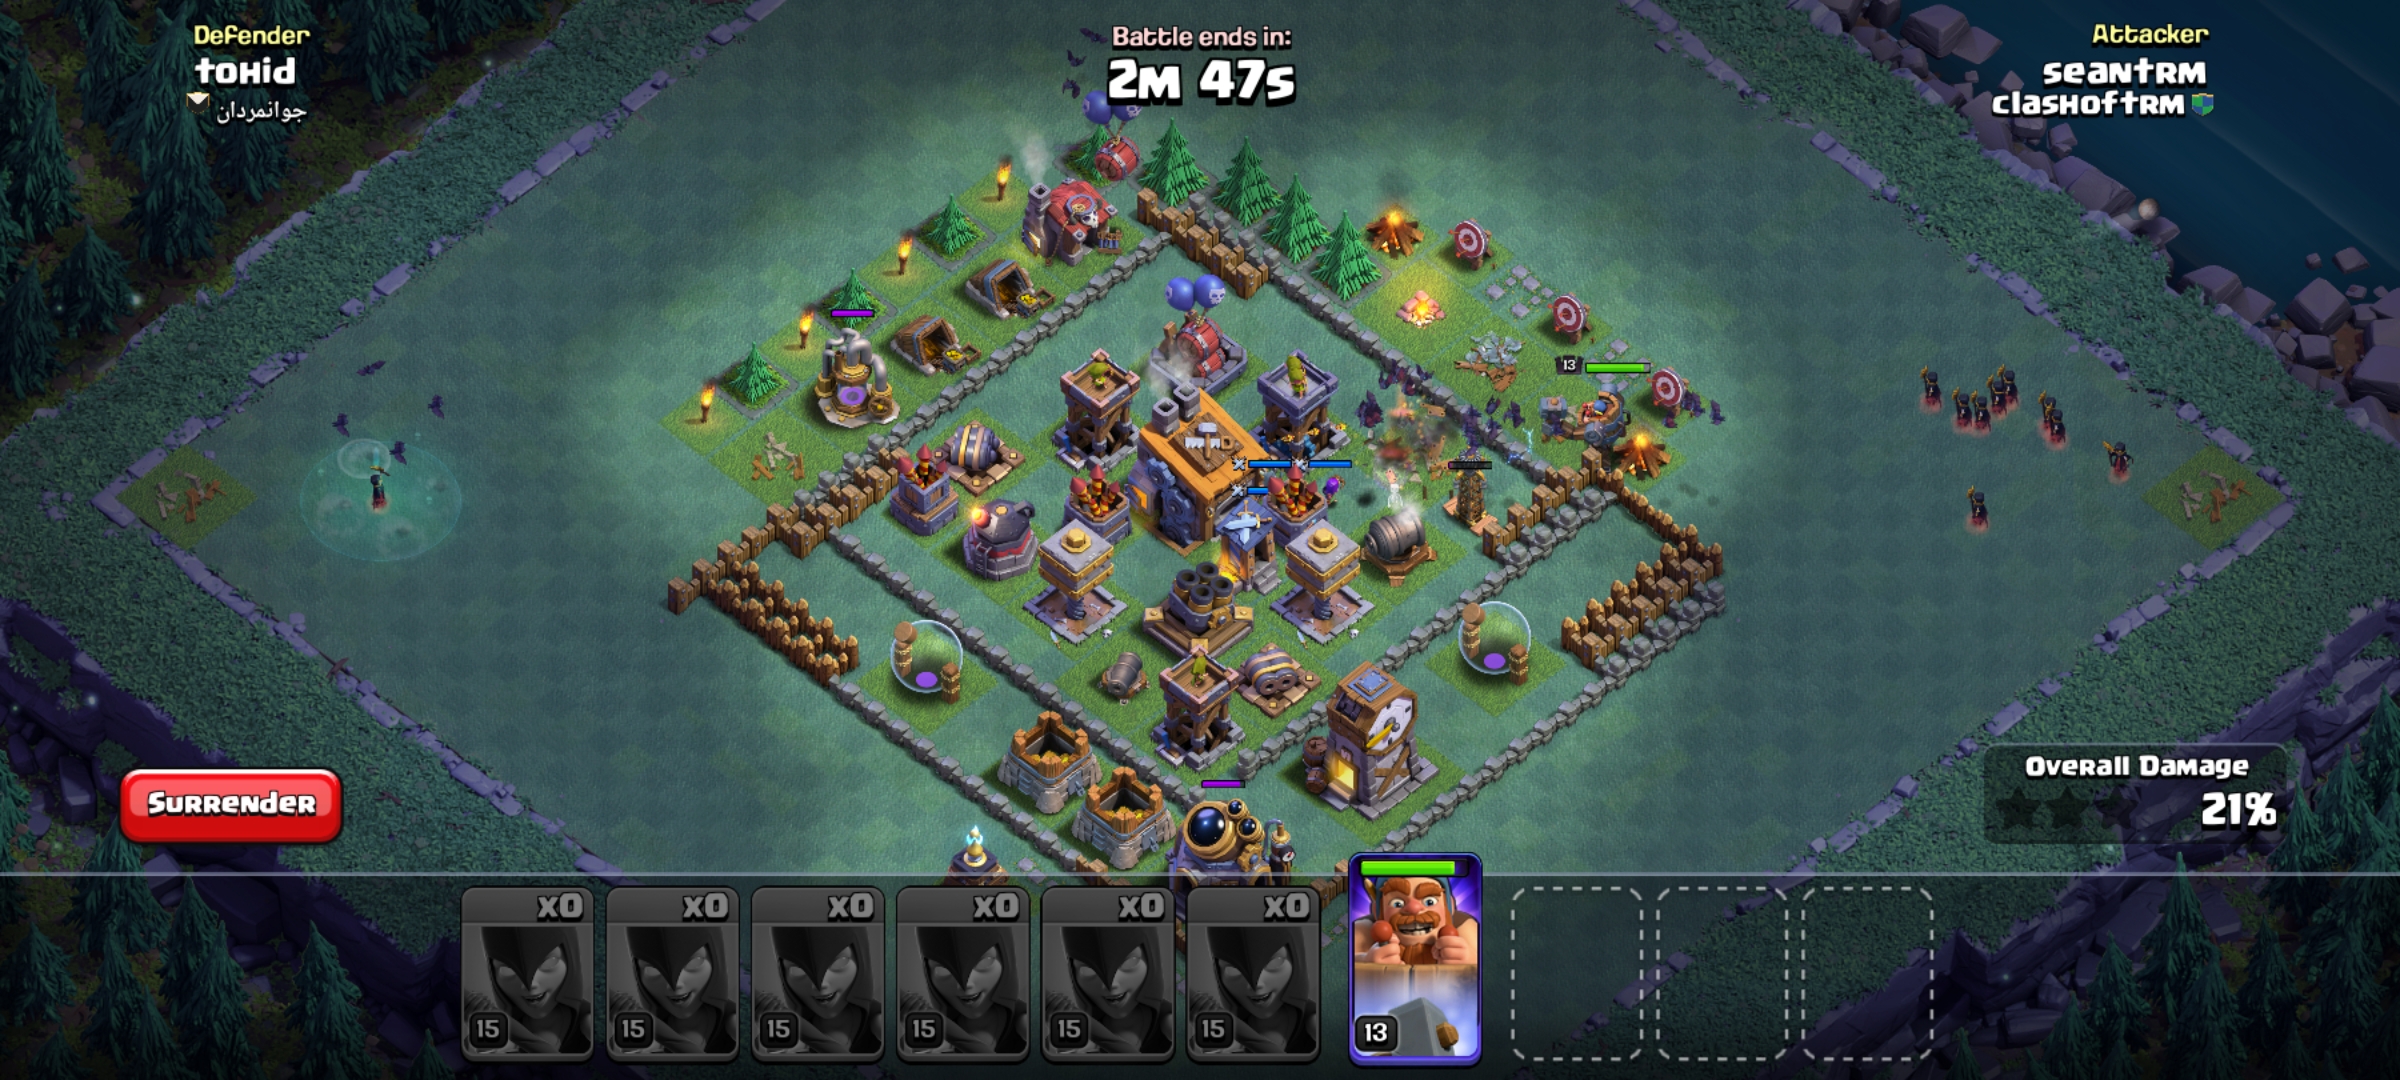 Defender
tohid
جوانمردان
Battle ends in:
2m 47s
Attacker
seantrm
clashoftrm
13
Surrender
Overall Damage
21%
x0
x0
x0
x0
x0
x0
15
15
15
15
15
15
13